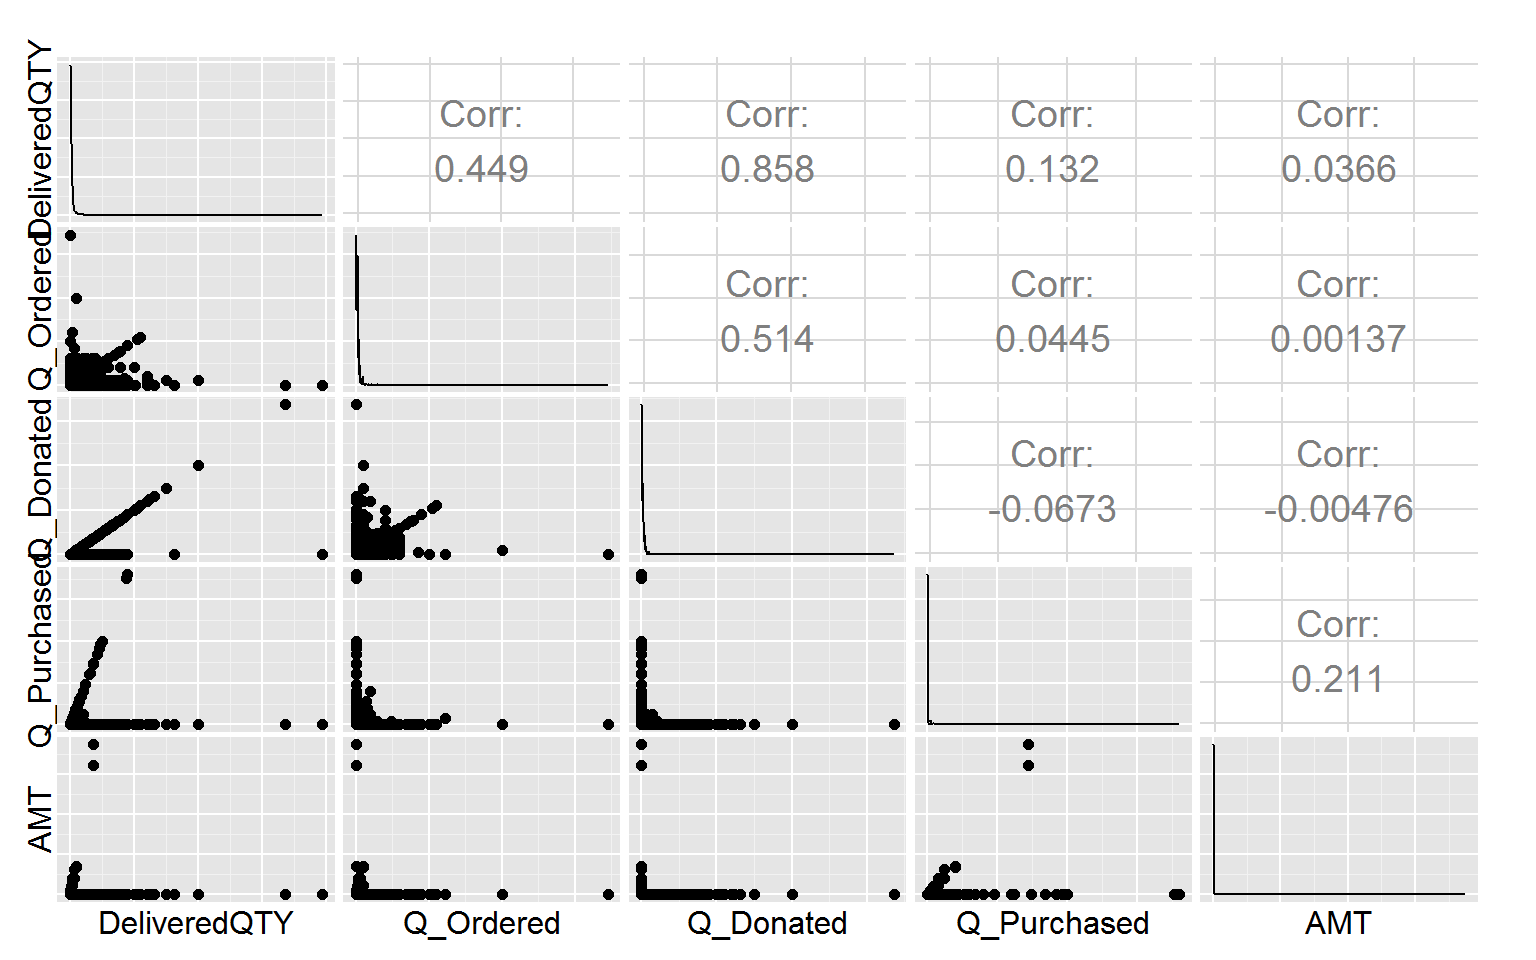 DeliveredQTY
Corr:
0.449
Corr:
0.858
Corr:
0.132
Corr:
0.0366
Q_Ordered
Corr:
0.514
Corr:
0.0445
Corr:
0.00137
Q_Donated
Corr:
-0.0673
Corr:
-0.00476
Q_Purchased
Corr:
0.211
AMT
DeliveredQTY
Q_Ordered
Q_Donated
Q_Purchased
AMT